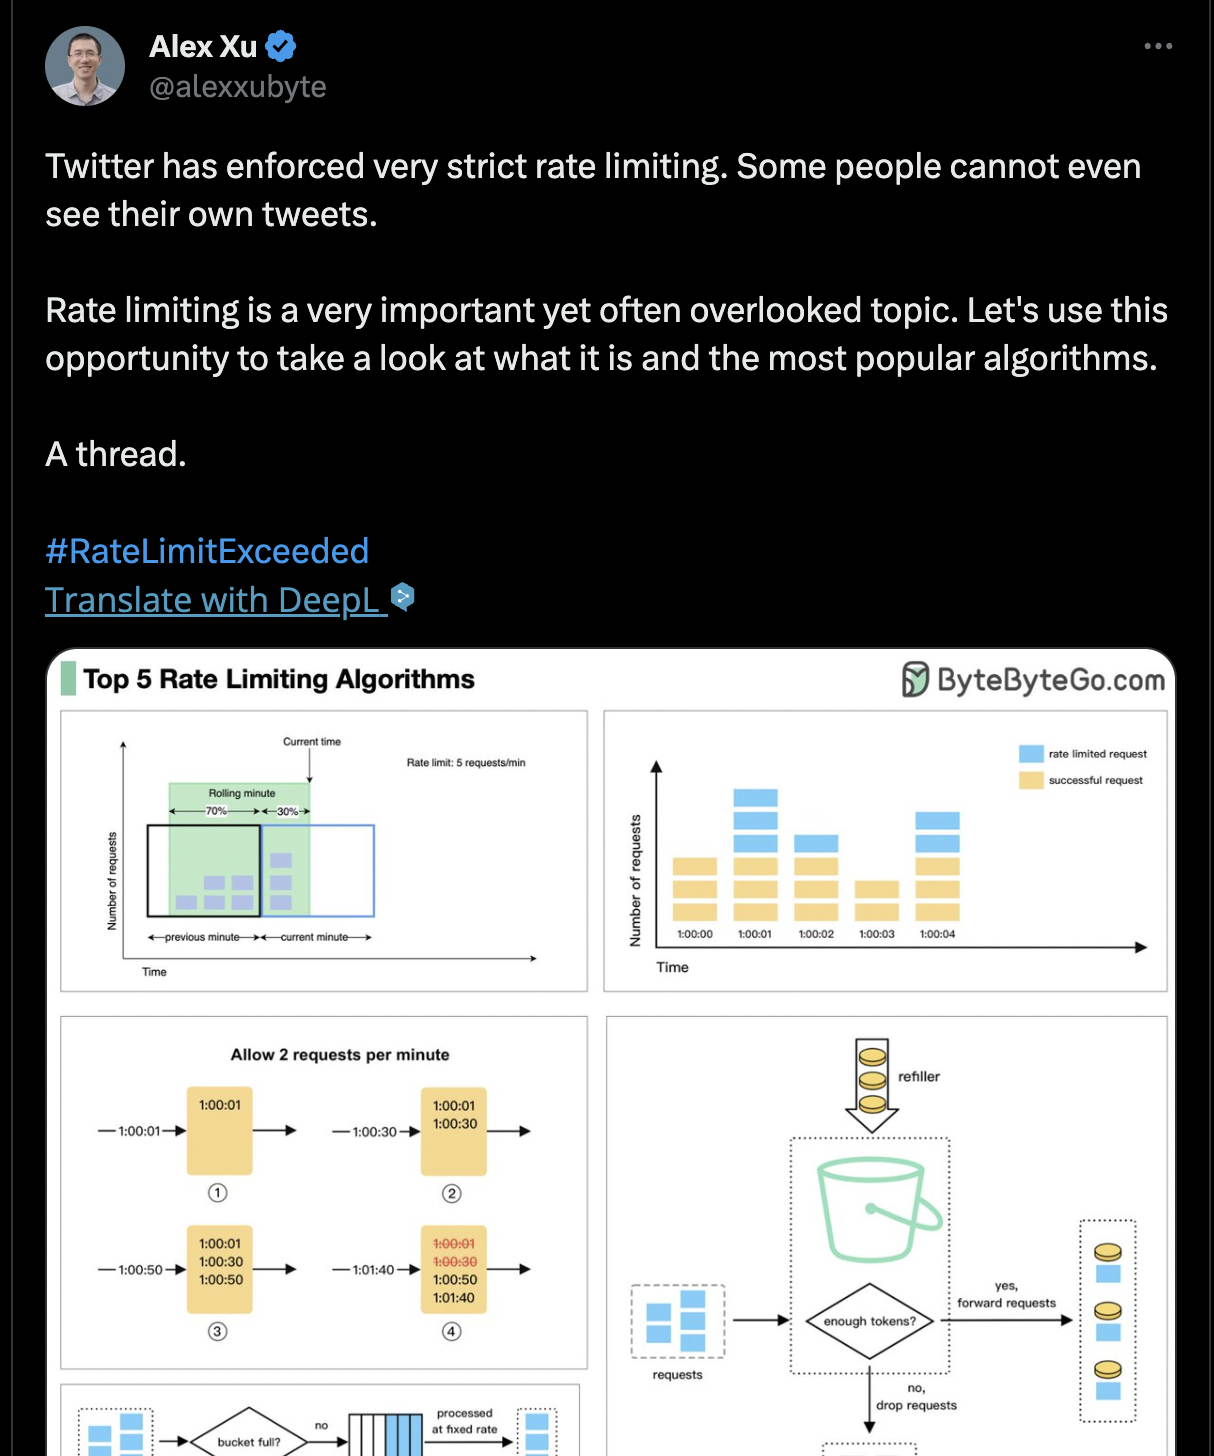 Alex Xu
@alexxubyte
Twitter has enforced very strict rate limiting. Some people cannot even
see their own tweets.
Rate limiting is a very important yet often overlooked topic. Let's use this
opportunity to take a look at what it is and the most popular algorithms.
A thread.
#RateLimitExceeded
Translate with DeepL
Top 5 Rate Limiting Algorithms
ByteByteGo.com
Current time
Rate limit: 5 requests/min
Rolling minute
70%
30%
Number of requests
previous minute
current minute
Time
rate limited request
successful request
Number of requests
1:00:00
1:00:01
1:00:02
1:00:03
1:00:04
Time
Allow 2 requests per minute
1:00:01
1:00:01
1
1:00:30
1:00:01
1:00:30
2
1:00:50
1:00:01
1:00:30
1:00:50
3
1:01:40
1:00:01
1:00:30
1:00:50
1:01:40
4
refiller
enough tokens?
yes,
forward requests
requests
no,
drop requests
bucket full?
no
processed
at fixed rate